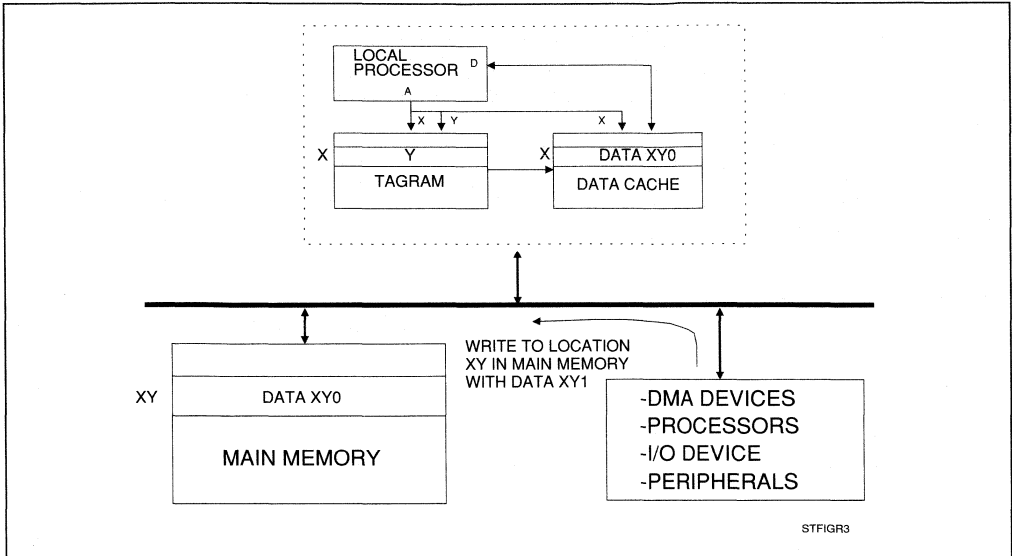 LOCAL
PROCESSOR D
A
X Y X
X Y X DATA XY0
TAGRAM DATA CACHE
WRITE TO LOCATION
XY IN MAIN MEMORY
WITH DATA XY1
XY DATA XY0
MAIN MEMORY
-DMA DEVICES
-PROCESSORS
-I/O DEVICE
-PERIPHERALS
STFIGR3